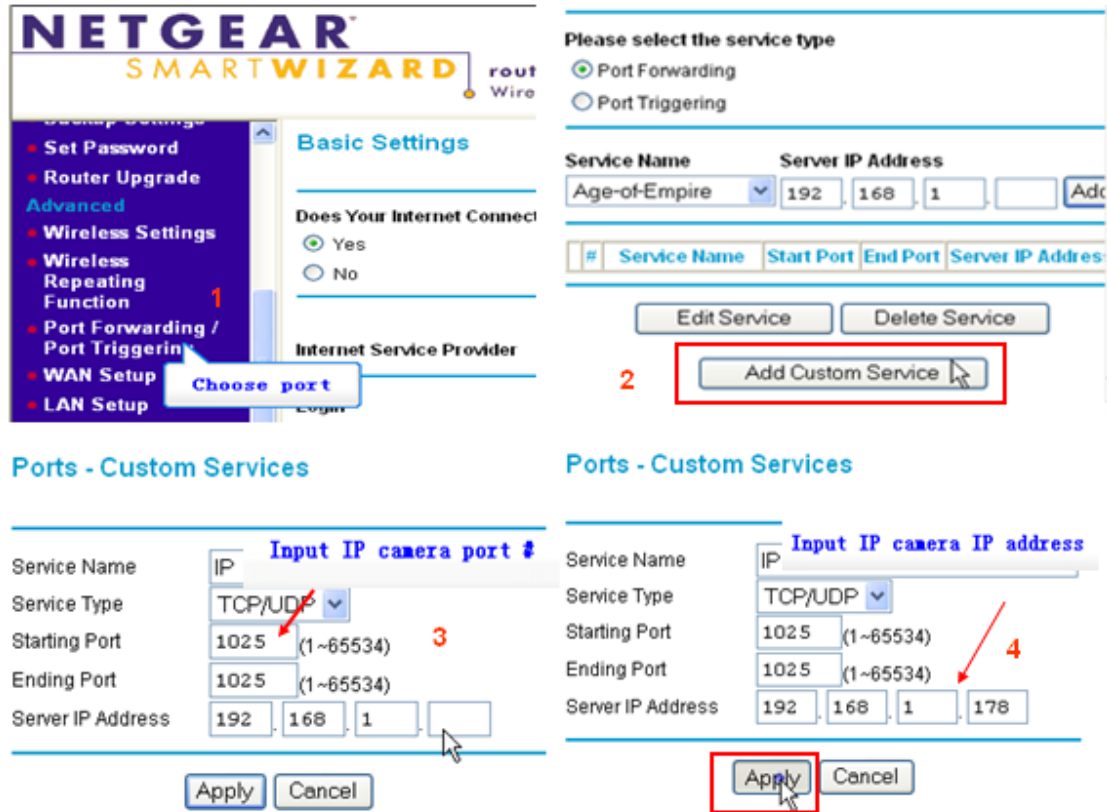 NETGEAR
SMARTWIZARD
rout
Wire
Set Password
Router Upgrade
Advanced
Wireless Settings
Wireless
Repeating
Function
1
Port Forwarding /
Port Triggering
WAN Setup
LAN Setup
Choose port
Basic Settings
Does Your Internet Connect
Yes
No
Internet Service Provider
Login
Please select the service type
Port Forwarding
Port Triggering
Service Name Server IP Address
Age-of-Empire 192 . 168 . 1 . Add
# Service Name Start Port End Port Server IP Addres
Edit Service Delete Service
2 Add Custom Service
Ports - Custom Services
Input IP camera port #
Service Name IP
Service Type TCP/UDP
Starting Port 1025 (1~65534) 3
Ending Port 1025 (1~65534)
Server IP Address 192 . 168 . 1 .
Apply Cancel
Ports - Custom Services
Input IP camera IP address
Service Name IP
Service Type TCP/UDP
Starting Port 1025 (1~65534)
4
Ending Port 1025 (1~65534)
Server IP Address 192 . 168 . 1 . 178
Apply Cancel